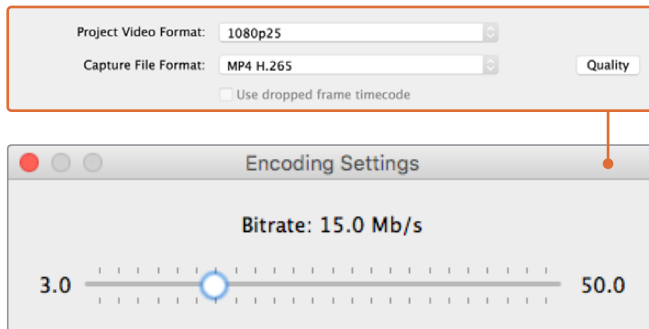 Project Video Format: 1080p25
Capture File Format: MP4 H.265 Quality
Use dropped frame timecode
Encoding Settings
Bitrate: 15.0 Mb/s
3.0 50.0